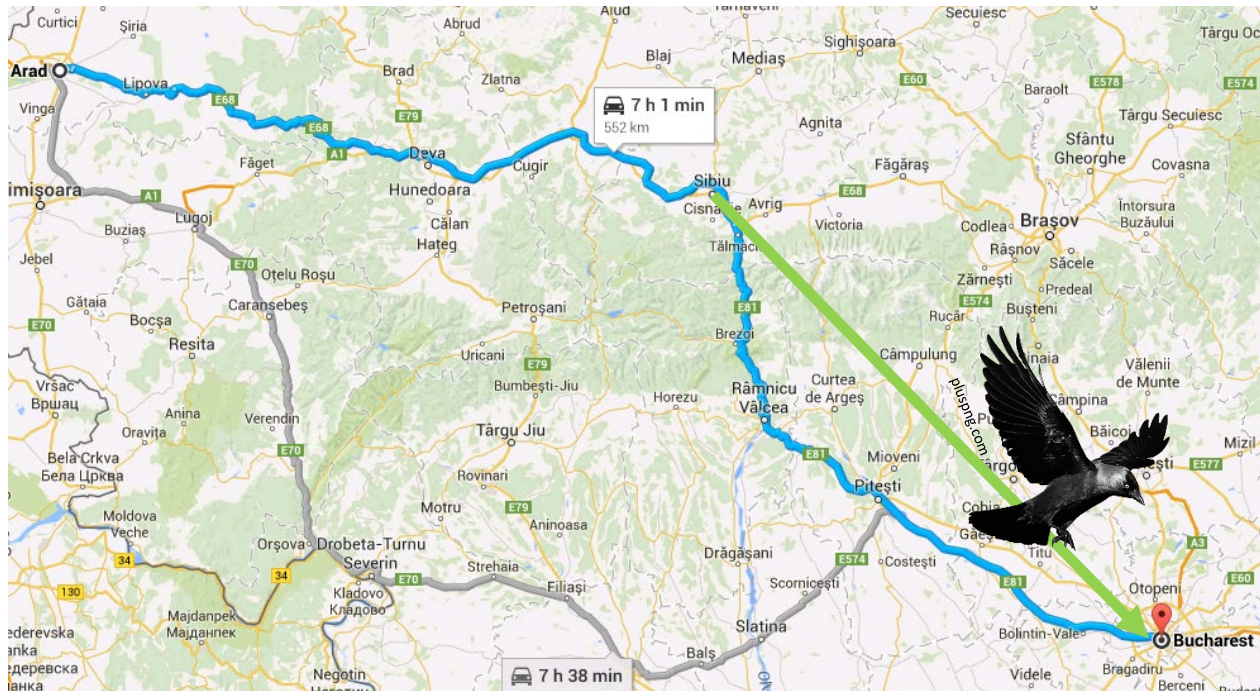 Curtici
Șiria
Arad
Lipova
Vinga
E68
E68
Brad
Abrud
Zlatna
E79
Aiud
Blaj
Târnăveni
Mediaș
Sighișoara
Secuiesc
E60
E578
E574
Baraolt
Târgu Secuiesc
7 h 1 min
552 km
Agnita
Sfântu
Gheorghe
Covasna
A1
Deva
Făget
Cugir
Hunedoara
Sibiu
Făgăraș
E68
imișoara
A1
Lugoj
Buziaș
Călan
Hațeg
Avrig
Victoria
Codlea
Brașov
Întorsura
Buzăului
Râșnov
Săcele
Jebel
E70
Oțelu Roșu
Zărnești
Predeal
Gătaia
Caransebeș
Petroșani
E81
E574
Rucăr
Bușteni
E70
Bocșa
Resita
Brezoi
Uricani
E79
Câmpulung
inaia
Vălenii
de Munte
Vršac
Вршац
Bumbești-Jiu
Râmnicu
Vâlcea
Curtea
de Argeș
Horezu
Câmpina
pluspng.com
Anina
Verendin
Oravița
Târgu Jiu
Băicoi
Mizil
E70
E81
Mioveni
E577
Bela Crkva
Бела Црква
Rovinari
Pitești
Motru
E79
Moldova
Veche
Aninoasa
Titu
A3
Orșova
Drobeta-Turnu
Severin
34
34
E70
Strehaia
Filiași
Drăgășani
E574
Costești
Scornicești
E81
Otopeni
E60
130
Kladovo
Кладово
Majdanpek
Мајданпек
Slatina
Bolintin-Vale
Bucharest
Balș
Bragadiru
Videle
Berceni
Negotin
7 h 38 min